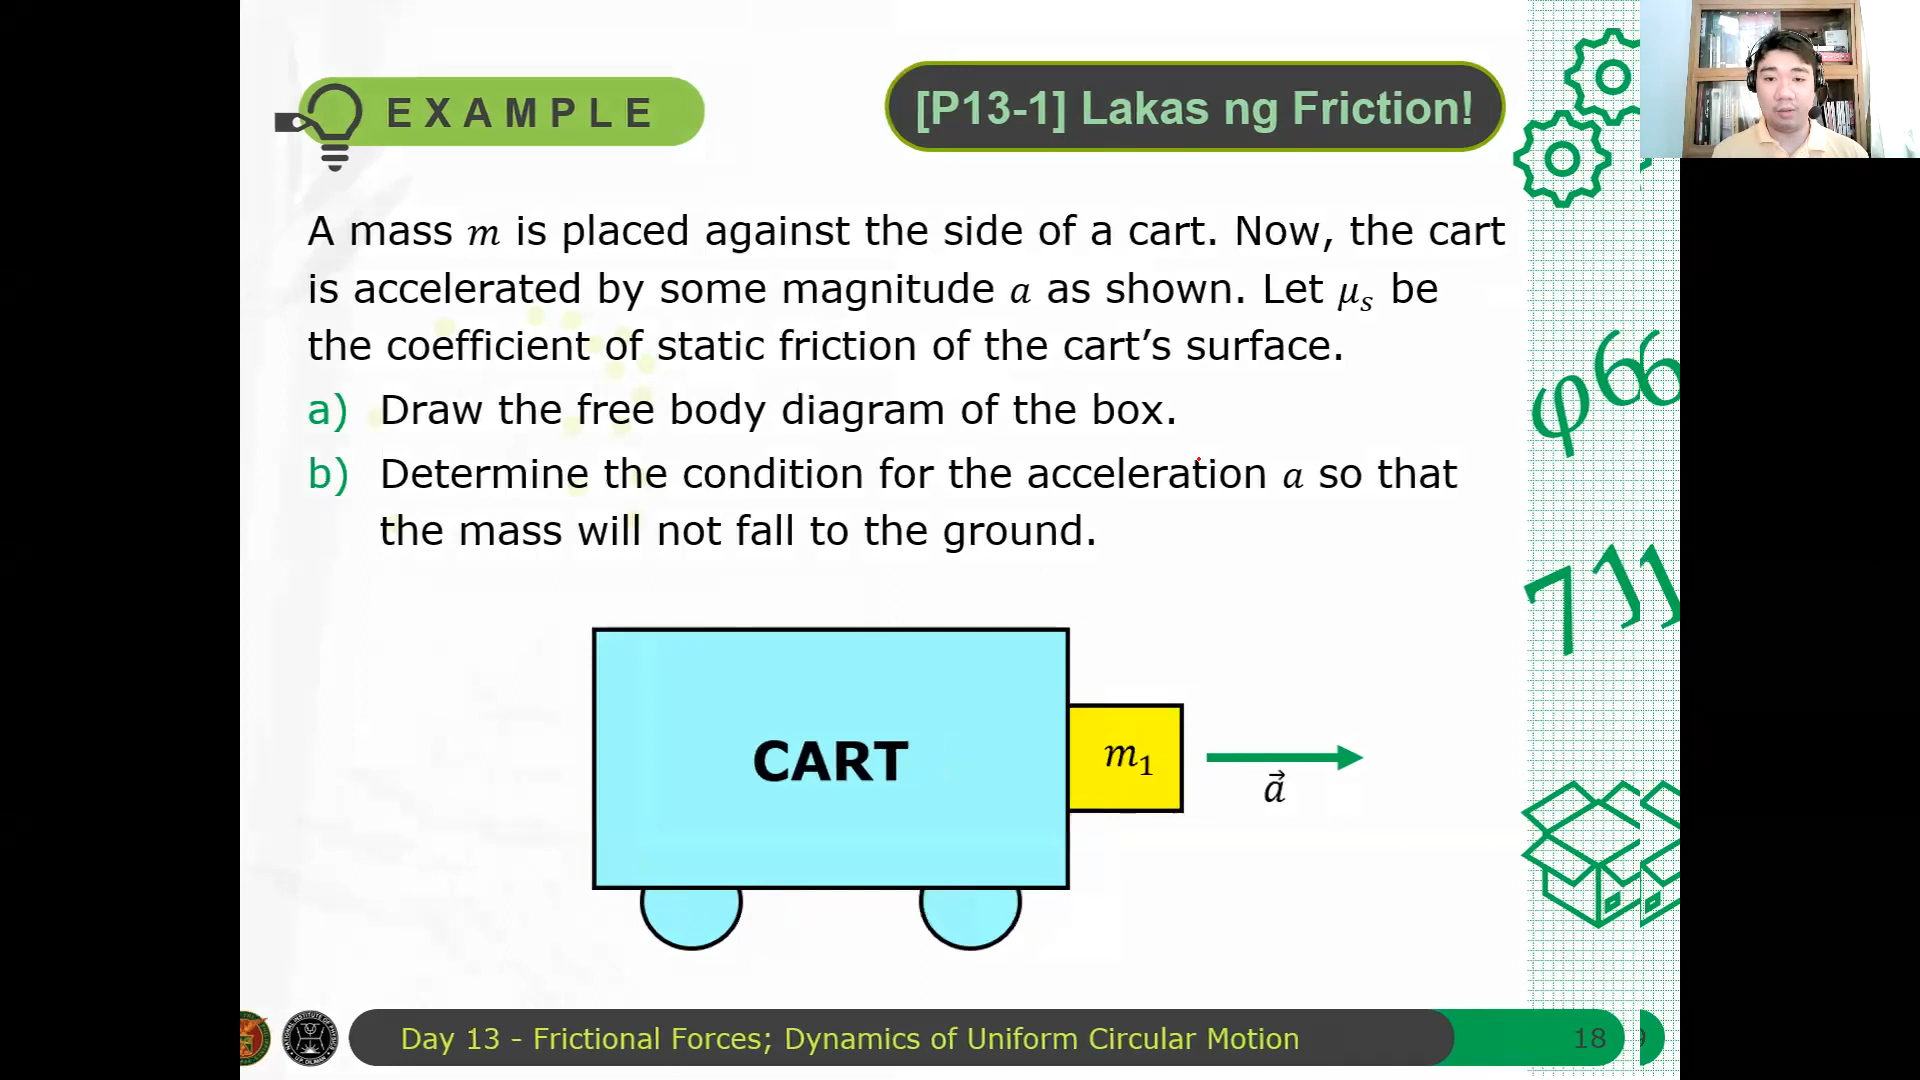 EXAMPLE
[P13-1] Lakas ng Friction!
A mass m is placed against the side of a cart. Now, the cart
is accelerated by some magnitude a as shown. Let μₛ be
the coefficient of static friction of the cart’s surface.
a) Draw the free body diagram of the box.
b) Determine the condition for the acceleration a so that
the mass will not fall to the ground.
CART
m₁
a⃗
φ66
711
Day 13 - Frictional Forces; Dynamics of Uniform Circular Motion
18